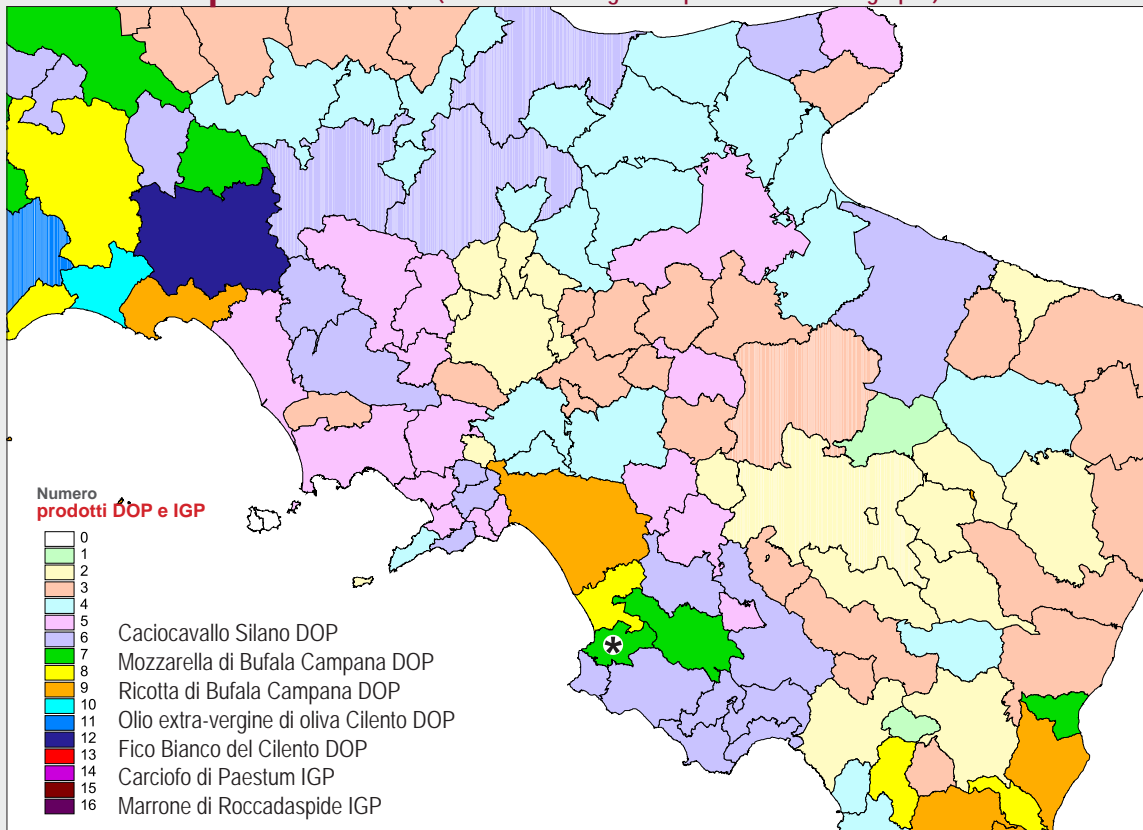 Numero
prodotti DOP e IGP
0
1
2
3
4
5
6
7
8
9
10
11
12
13
14
15
16
Caciocavallo Silano DOP
Mozzarella di Bufala Campana DOP
Ricotta di Bufala Campana DOP
Olio extra-vergine di oliva Cilento DOP
Fico Bianco del Cilento DOP
Carciofo di Paestum IGP
Marrone di Roccadaspide IGP
*